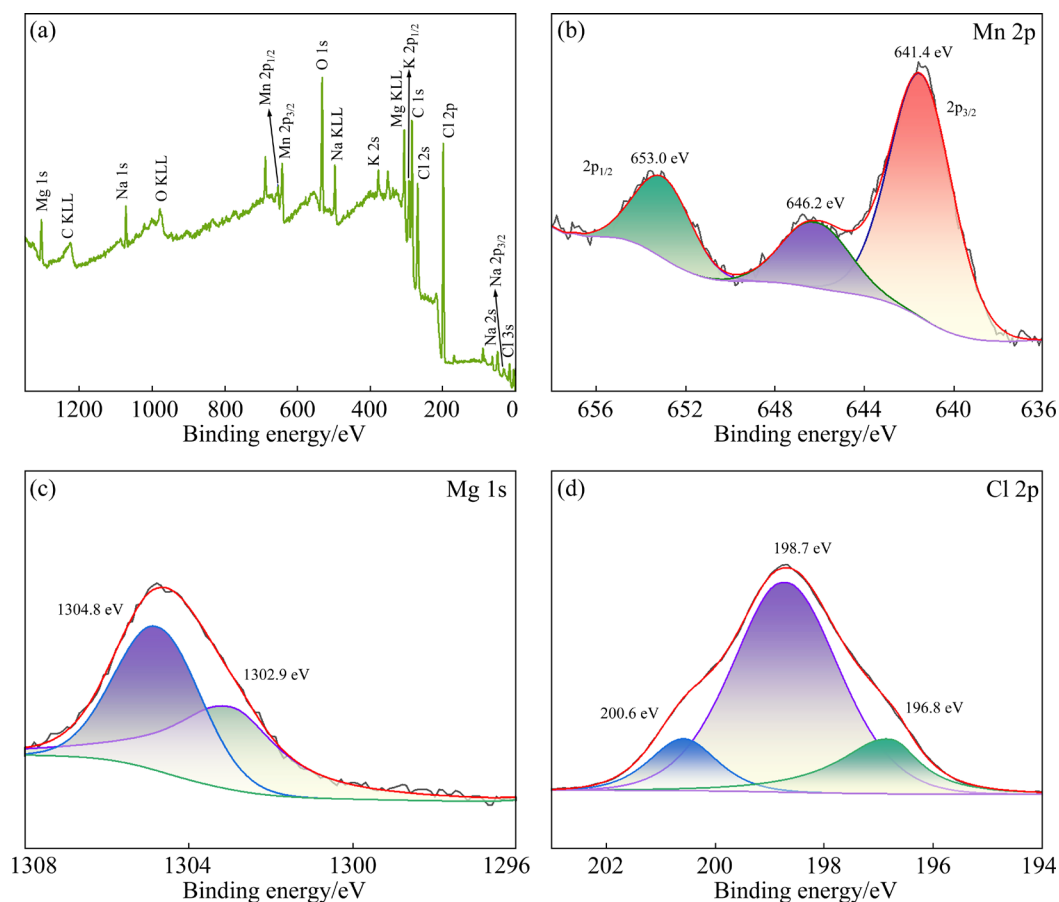 (a)
Mg 1s
C KLL
Na 1s
O KLL
Mn 2p1/2
Mn 2p3/2
O 1s
Na KLL
K 2s
Mg KLL
K 2p1/2
C 1s
Cl 2s
Cl 2p
Na 2s
Na 2p3/2
Cl 3s
1200 1000 800 600 400 200 0
Binding energy/eV
(b) Mn 2p
641.4 eV
2p3/2
653.0 eV
2p1/2
646.2 eV
656 652 648 644 640 636
Binding energy/eV
(c) Mg 1s
1304.8 eV
1302.9 eV
1308 1304 1300 1296
Binding energy/eV
(d) Cl 2p
198.7 eV
200.6 eV
196.8 eV
202 200 198 196 194
Binding energy/eV